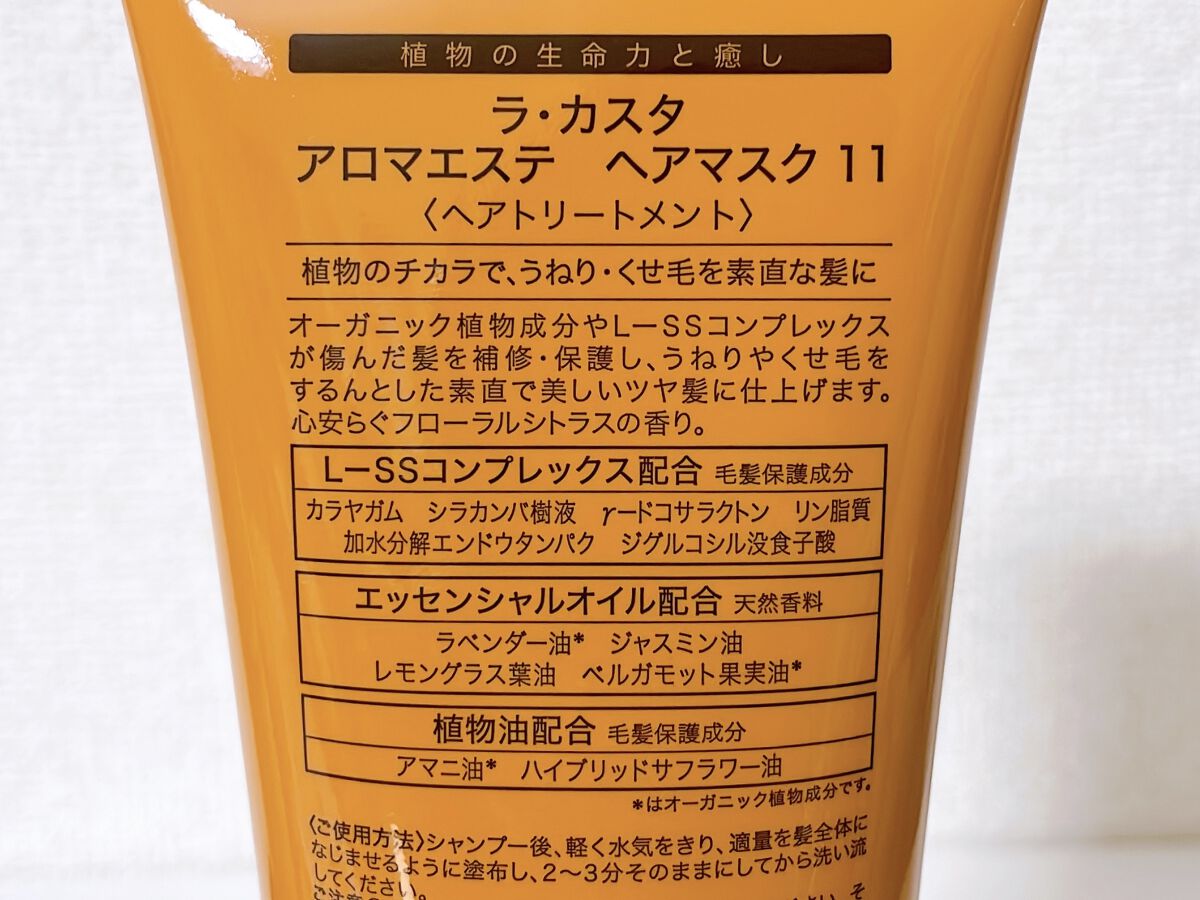 植物の生命力と癒し
ラ・カスタ
アロマエステ ヘアマスク 11
〈ヘアトリートメント〉
植物のチカラで、うねり・くせ毛を素直な髪に
オーガニック植物成分やL－SSコンプレックス
が傷んだ髪を補修・保護し、うねりやくせ毛を
するんとした素直で美しいツヤ髪に仕上げます。
心安らぐフローラルシトラスの香り。
L－SSコンプレックス配合 毛髪保護成分
カラヤガム シラカンバ樹液 γードコサラクトン リン脂質
加水分解エンドウタンパク ジグルコシル没食子酸
エッセンシャルオイル配合 天然香料
ラベンダー油* ジャスミン油
レモングラス葉油 ベルガモット果実油*
植物油配合 毛髪保護成分
アマニ油* ハイブリッドサフラワー油
*はオーガニック植物成分です。
〈ご使用方法〉シャンプー後、軽く水気をきり、適量を髪全体に
なじませるように塗布し、2～3分そのままにしてから洗い流
してください。